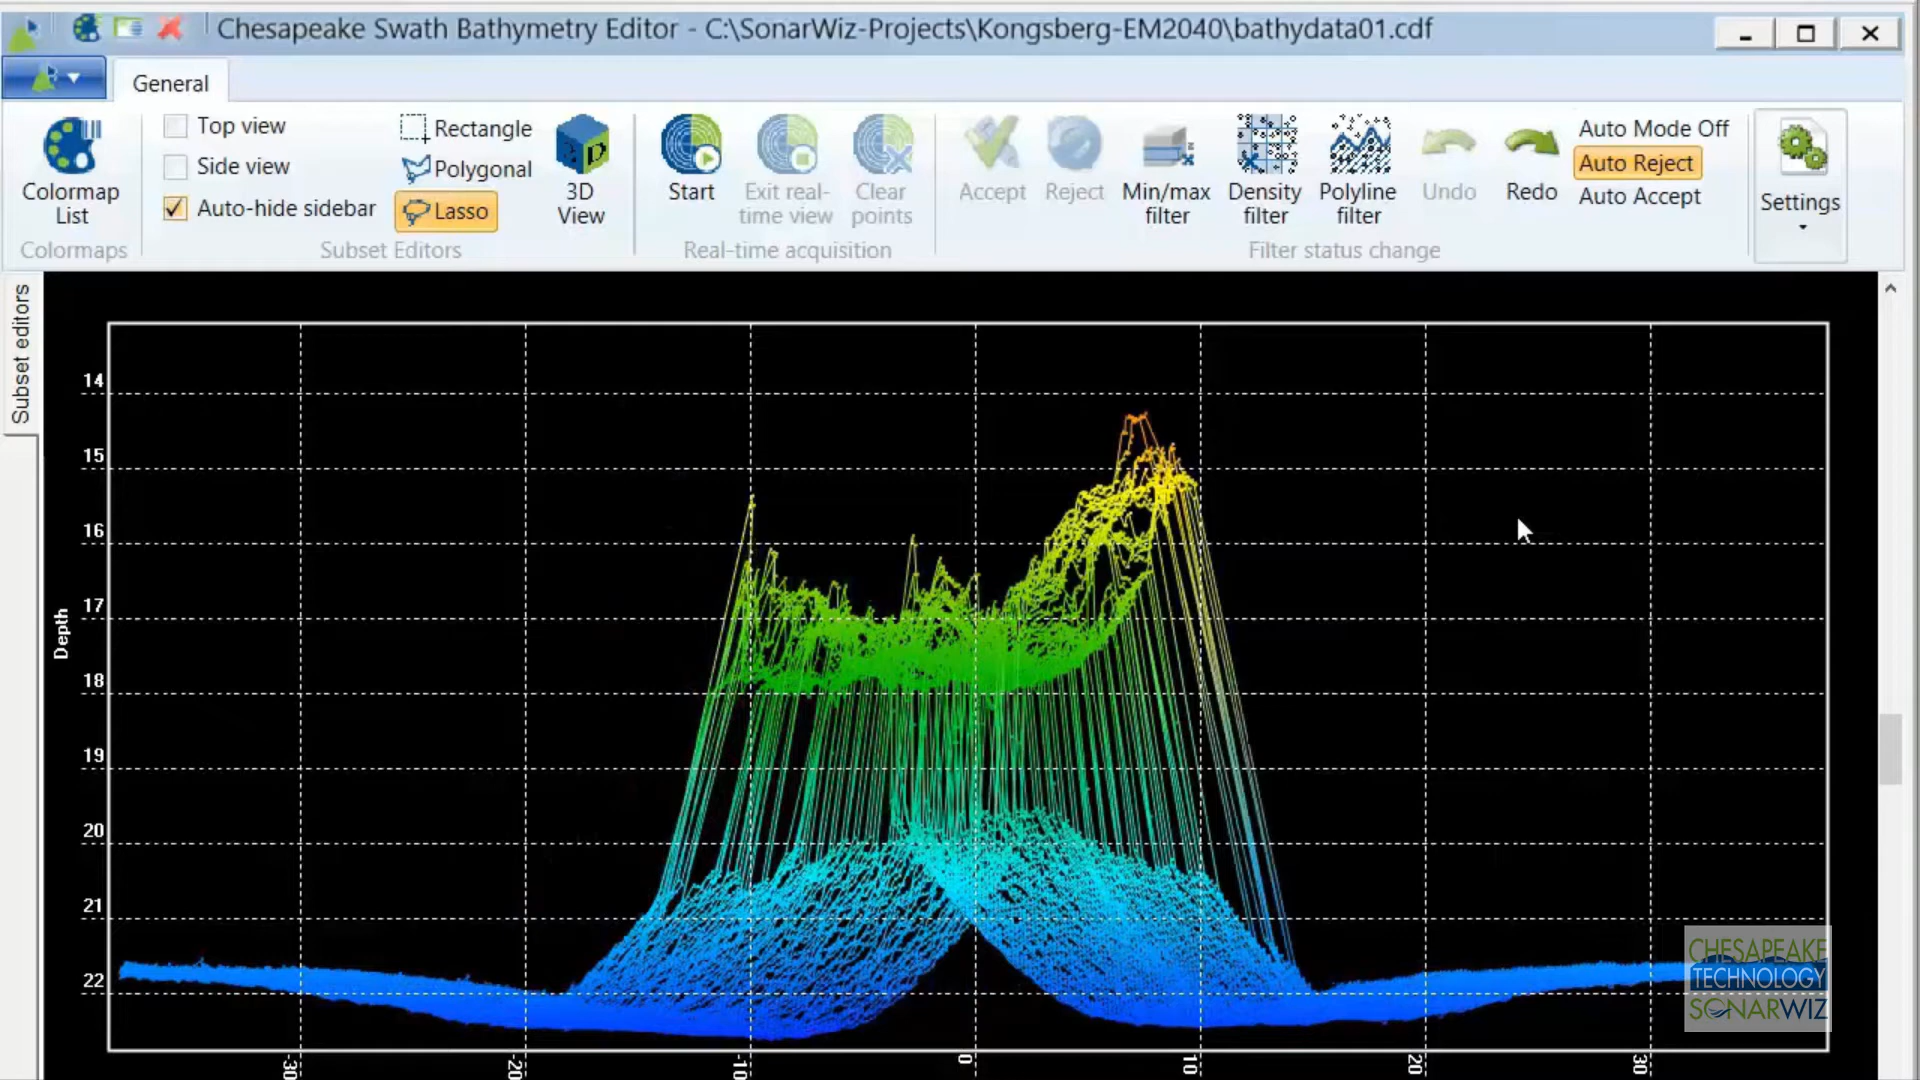 Chesapeake Swath Bathymetry Editor - C:\SonarWiz-Projects\Kongsberg-EM2040\bathydata01.cdf
General
Colormap
List
Colormaps
Top view
Side view
Auto-hide sidebar
Rectangle
Polygonal
Lasso
3D
View
Subset Editors
Start
Exit real-
time view
Clear
points
Real-time acquisition
Accept
Reject
Min/max
filter
Density
filter
Polyline
filter
Undo
Redo
Auto Mode Off
Auto Reject
Auto Accept
Filter status change
Settings
Subset editors
Depth
14
15
16
17
18
19
20
21
22
-30
-20
-10
0
10
20
30
CHESAPEAKE
TECHNOLOGY
SONARWIZ